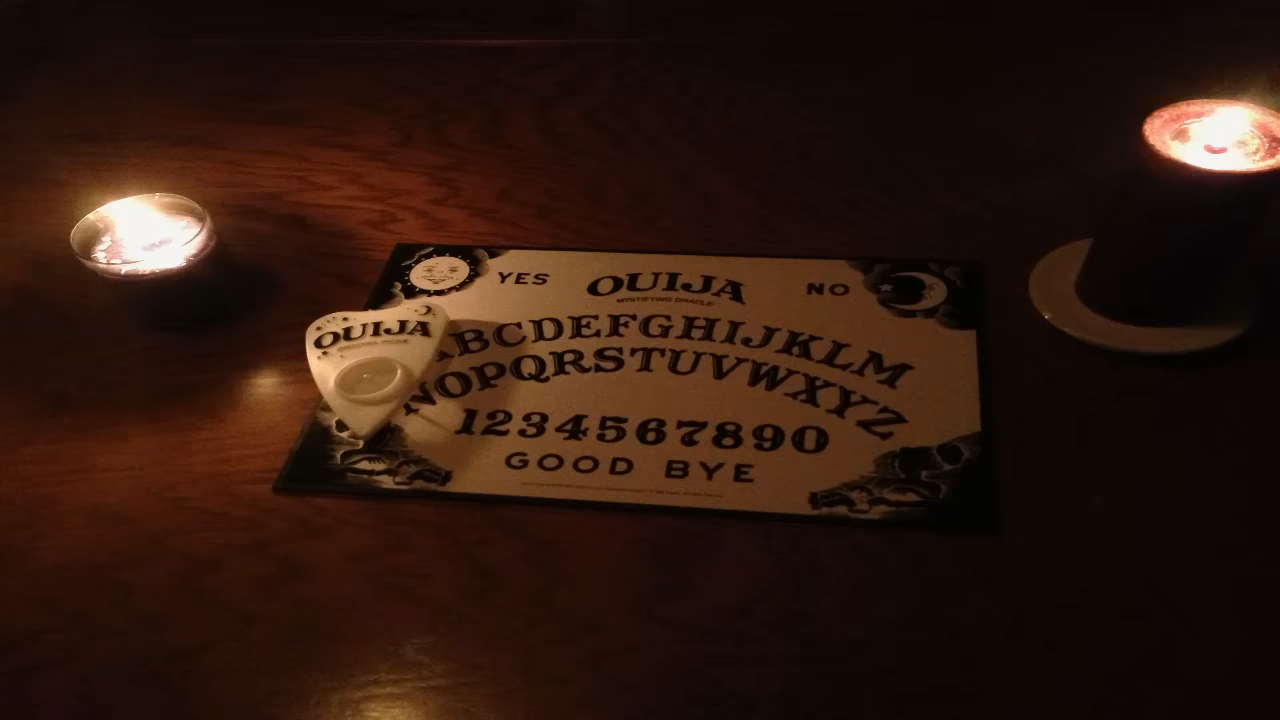 YES OUIJA NO
MYSTIFYING ORACLE
OUIJA
ABCDEFGHIJKLM
NOPQRSTUVWXYZ
1234567890
GOOD BYE